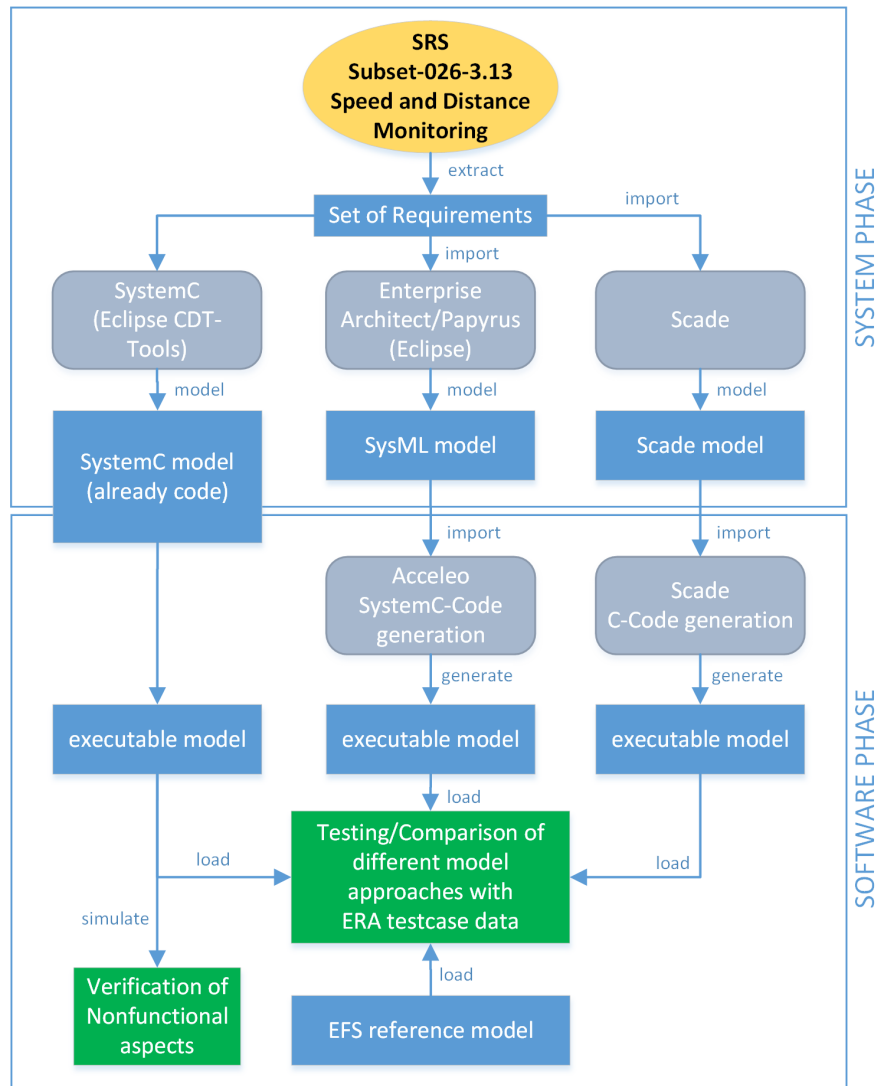 SRS
Subset-026-3.13
Speed and Distance
Monitoring
extract
Set of Requirements
import
import
SystemC
(Eclipse CDT-
Tools)
Enterprise
Architect/Papyrus
(Eclipse)
Scade
SYSTEM PHASE
model
model
model
SystemC model
(already code)
SysML model
Scade model
import
import
Acceleo
SystemC-Code
generation
Scade
C-Code generation
generate
generate
executable model
executable model
executable model
SOFTWARE PHASE
load
Testing/Comparison of
different model
approaches with
ERA testcase data
load
load
simulate
load
Verification of
Nonfunctional
aspects
EFS reference model